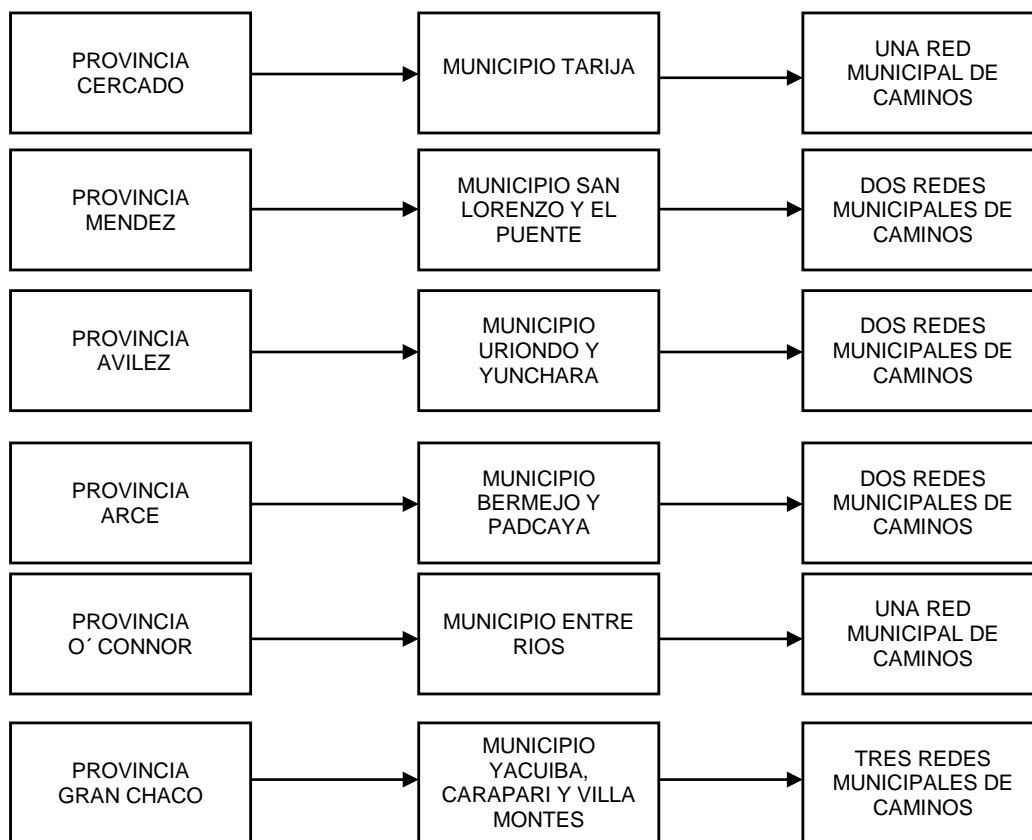 PROVINCIA
CERCADO
MUNICIPIO TARIJA
UNA RED
MUNICIPAL DE
CAMINOS
PROVINCIA
MENDEZ
MUNICIPIO SAN
LORENZO Y EL
PUENTE
DOS REDES
MUNICIPALES DE
CAMINOS
PROVINCIA
AVILEZ
MUNICIPIO
URIONDO Y
YUNCHARA
DOS REDES
MUNICIPALES DE
CAMINOS
PROVINCIA
ARCE
MUNICIPIO
BERMEJO Y
PADCAYA
DOS REDES
MUNICIPALES DE
CAMINOS
PROVINCIA
O´ CONNOR
MUNICIPIO ENTRE
RIOS
UNA RED
MUNICIPAL DE
CAMINOS
PROVINCIA
GRAN CHACO
MUNICIPIO
YACUIBA,
CARAPARI Y VILLA
MONTES
TRES REDES
MUNICIPALES DE
CAMINOS